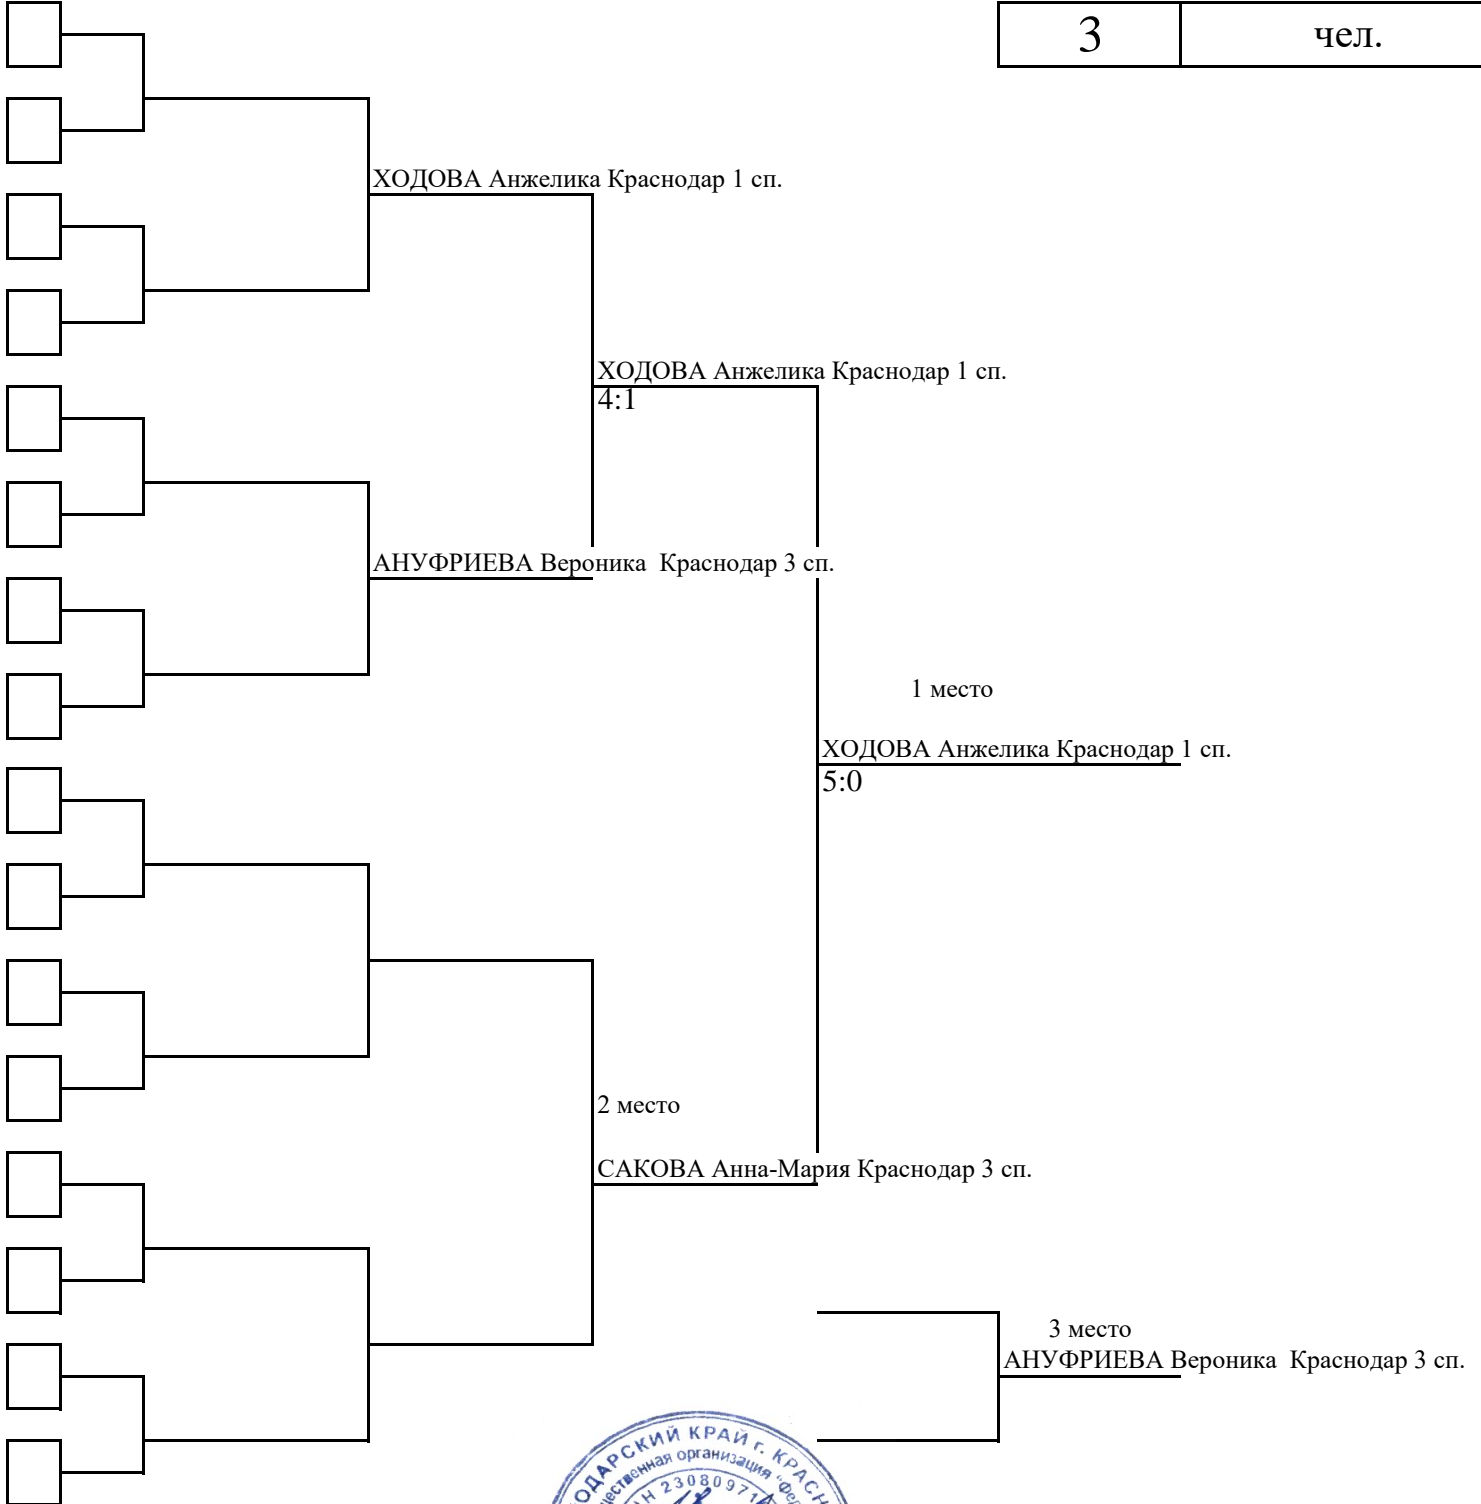 3 чел.
ХОДОВА Анжелика Краснодар 1 сп.
ХОДОВА Анжелика Краснодар 1 сп.
4:1
АНУФРИЕВА Вероника  Краснодар 3 сп.
1 место
ХОДОВА Анжелика Краснодар 1 сп.
5:0
2 место
САКОВА Анна-Мария Краснодар 3 сп.
3 место
АНУФРИЕВА Вероника  Краснодар 3 сп.
КРАЙ г.
организация